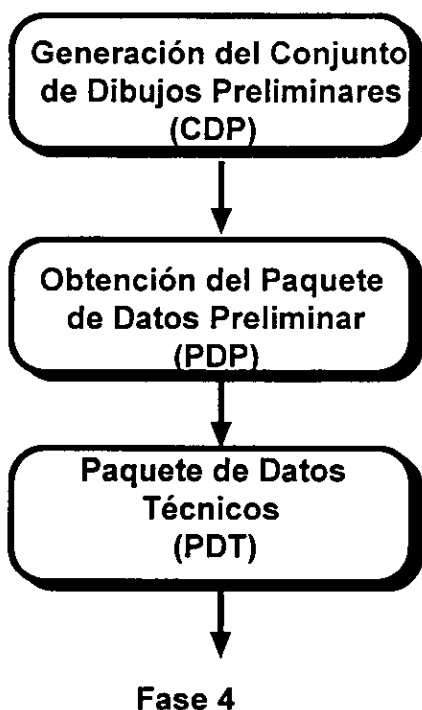 Generación del Conjunto
de Dibujos Preliminares
(CDP)
Obtención del Paquete
de Datos Preliminar
(PDP)
Paquete de Datos
Técnicos
(PDT)
Fase 4